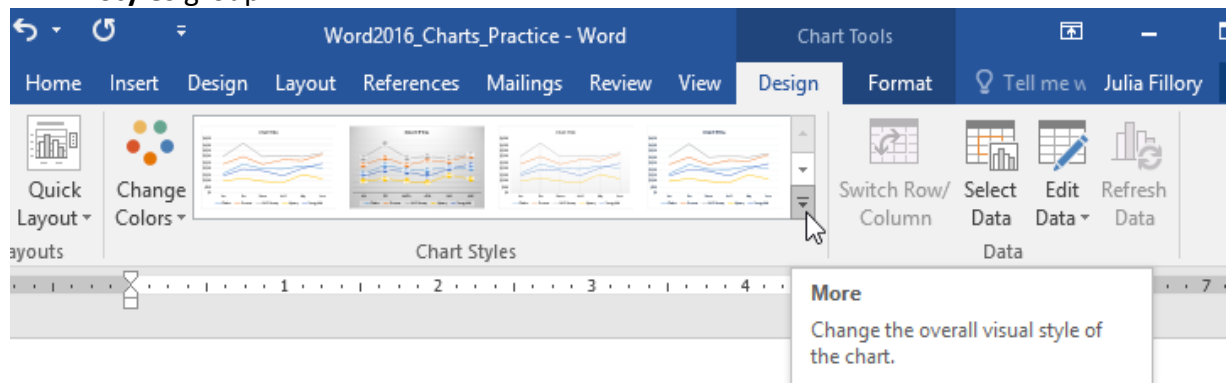 Styles group
Word2016_Charts_Practice - Word
Chart Tools
Home Insert Design Layout References Mailings Review View Design Format Tell me w Julia Fillory
Quick
Layout
Change
Colors
Switch Row/
Column
Select
Data
Edit
Data
Refresh
Data
ayouts
Chart Styles
Data
1 2 3 4 7
More
Change the overall visual style of
the chart.